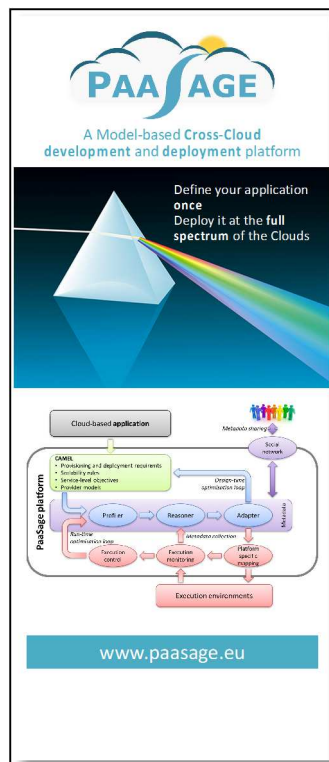 PAASAGE
A Model-based Cross-Cloud
development and deployment platform
Define your application
once
Deploy it at the full
spectrum of the Clouds
Cloud-based application
Metadata sharing
Social
network
CAMEL
• Provisioning and deployment requirments
• Scalability rules
• Service-level objectives
• Provider models
Design-time
optimisation loop
PaaSage platform
Profiler
Reasoner
Adapter
Metadata
Run-time
optimisation loop
Metadata collection
Execution
control
Execution
monitoring
Platform
specific
mapping
Execution environments
www.paasage.eu